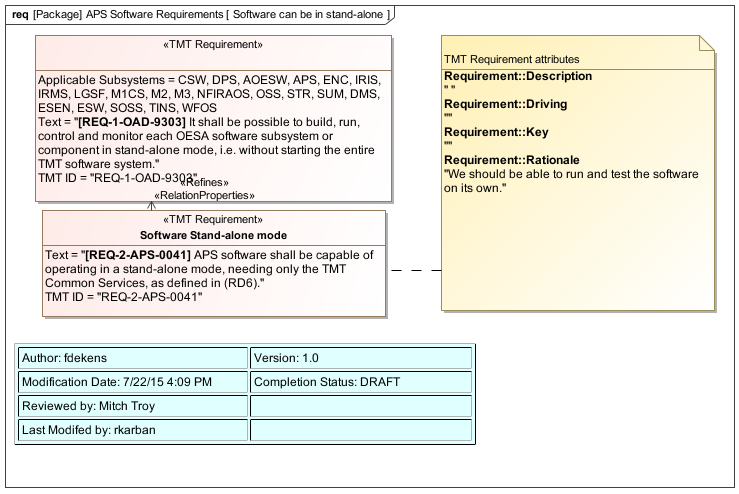 req [Package] APS Software Requirements [ Software can be in stand-alone ]
«TMT Requirement»
Applicable Subsystems = CSW, DPS, AOESW, APS, ENC, IRIS,
IRMS, LGSF, M1CS, M2, M3, NFIRAOS, OSS, STR, SUM, DMS,
ESEN, ESW, SOSS, TINS, WFOS
Text = "[REQ-1-OAD-9303] It shall be possible to build, run,
control and monitor each OESA software subsystem or
component in stand-alone mode, i.e. without starting the entire
TMT software system."
TMT ID = "REQ-1-OAD-9303"
«Refines»
«RelationProperties»
«TMT Requirement»
Software Stand-alone mode
Text = "[REQ-2-APS-0041] APS software shall be capable of
operating in a stand-alone mode, needing only the TMT
Common Services, as defined in (RD6)."
TMT ID = "REQ-2-APS-0041"
TMT Requirement attributes
Requirement::Description
" "
Requirement::Driving
""
Requirement::Key
""
Requirement::Rationale
"We should be able to run and test the software
on its own."
Author: fdekens Version: 1.0
Modification Date: 7/22/15 4:09 PM Completion Status: DRAFT
Reviewed by: Mitch Troy
Last Modifed by: rkarban